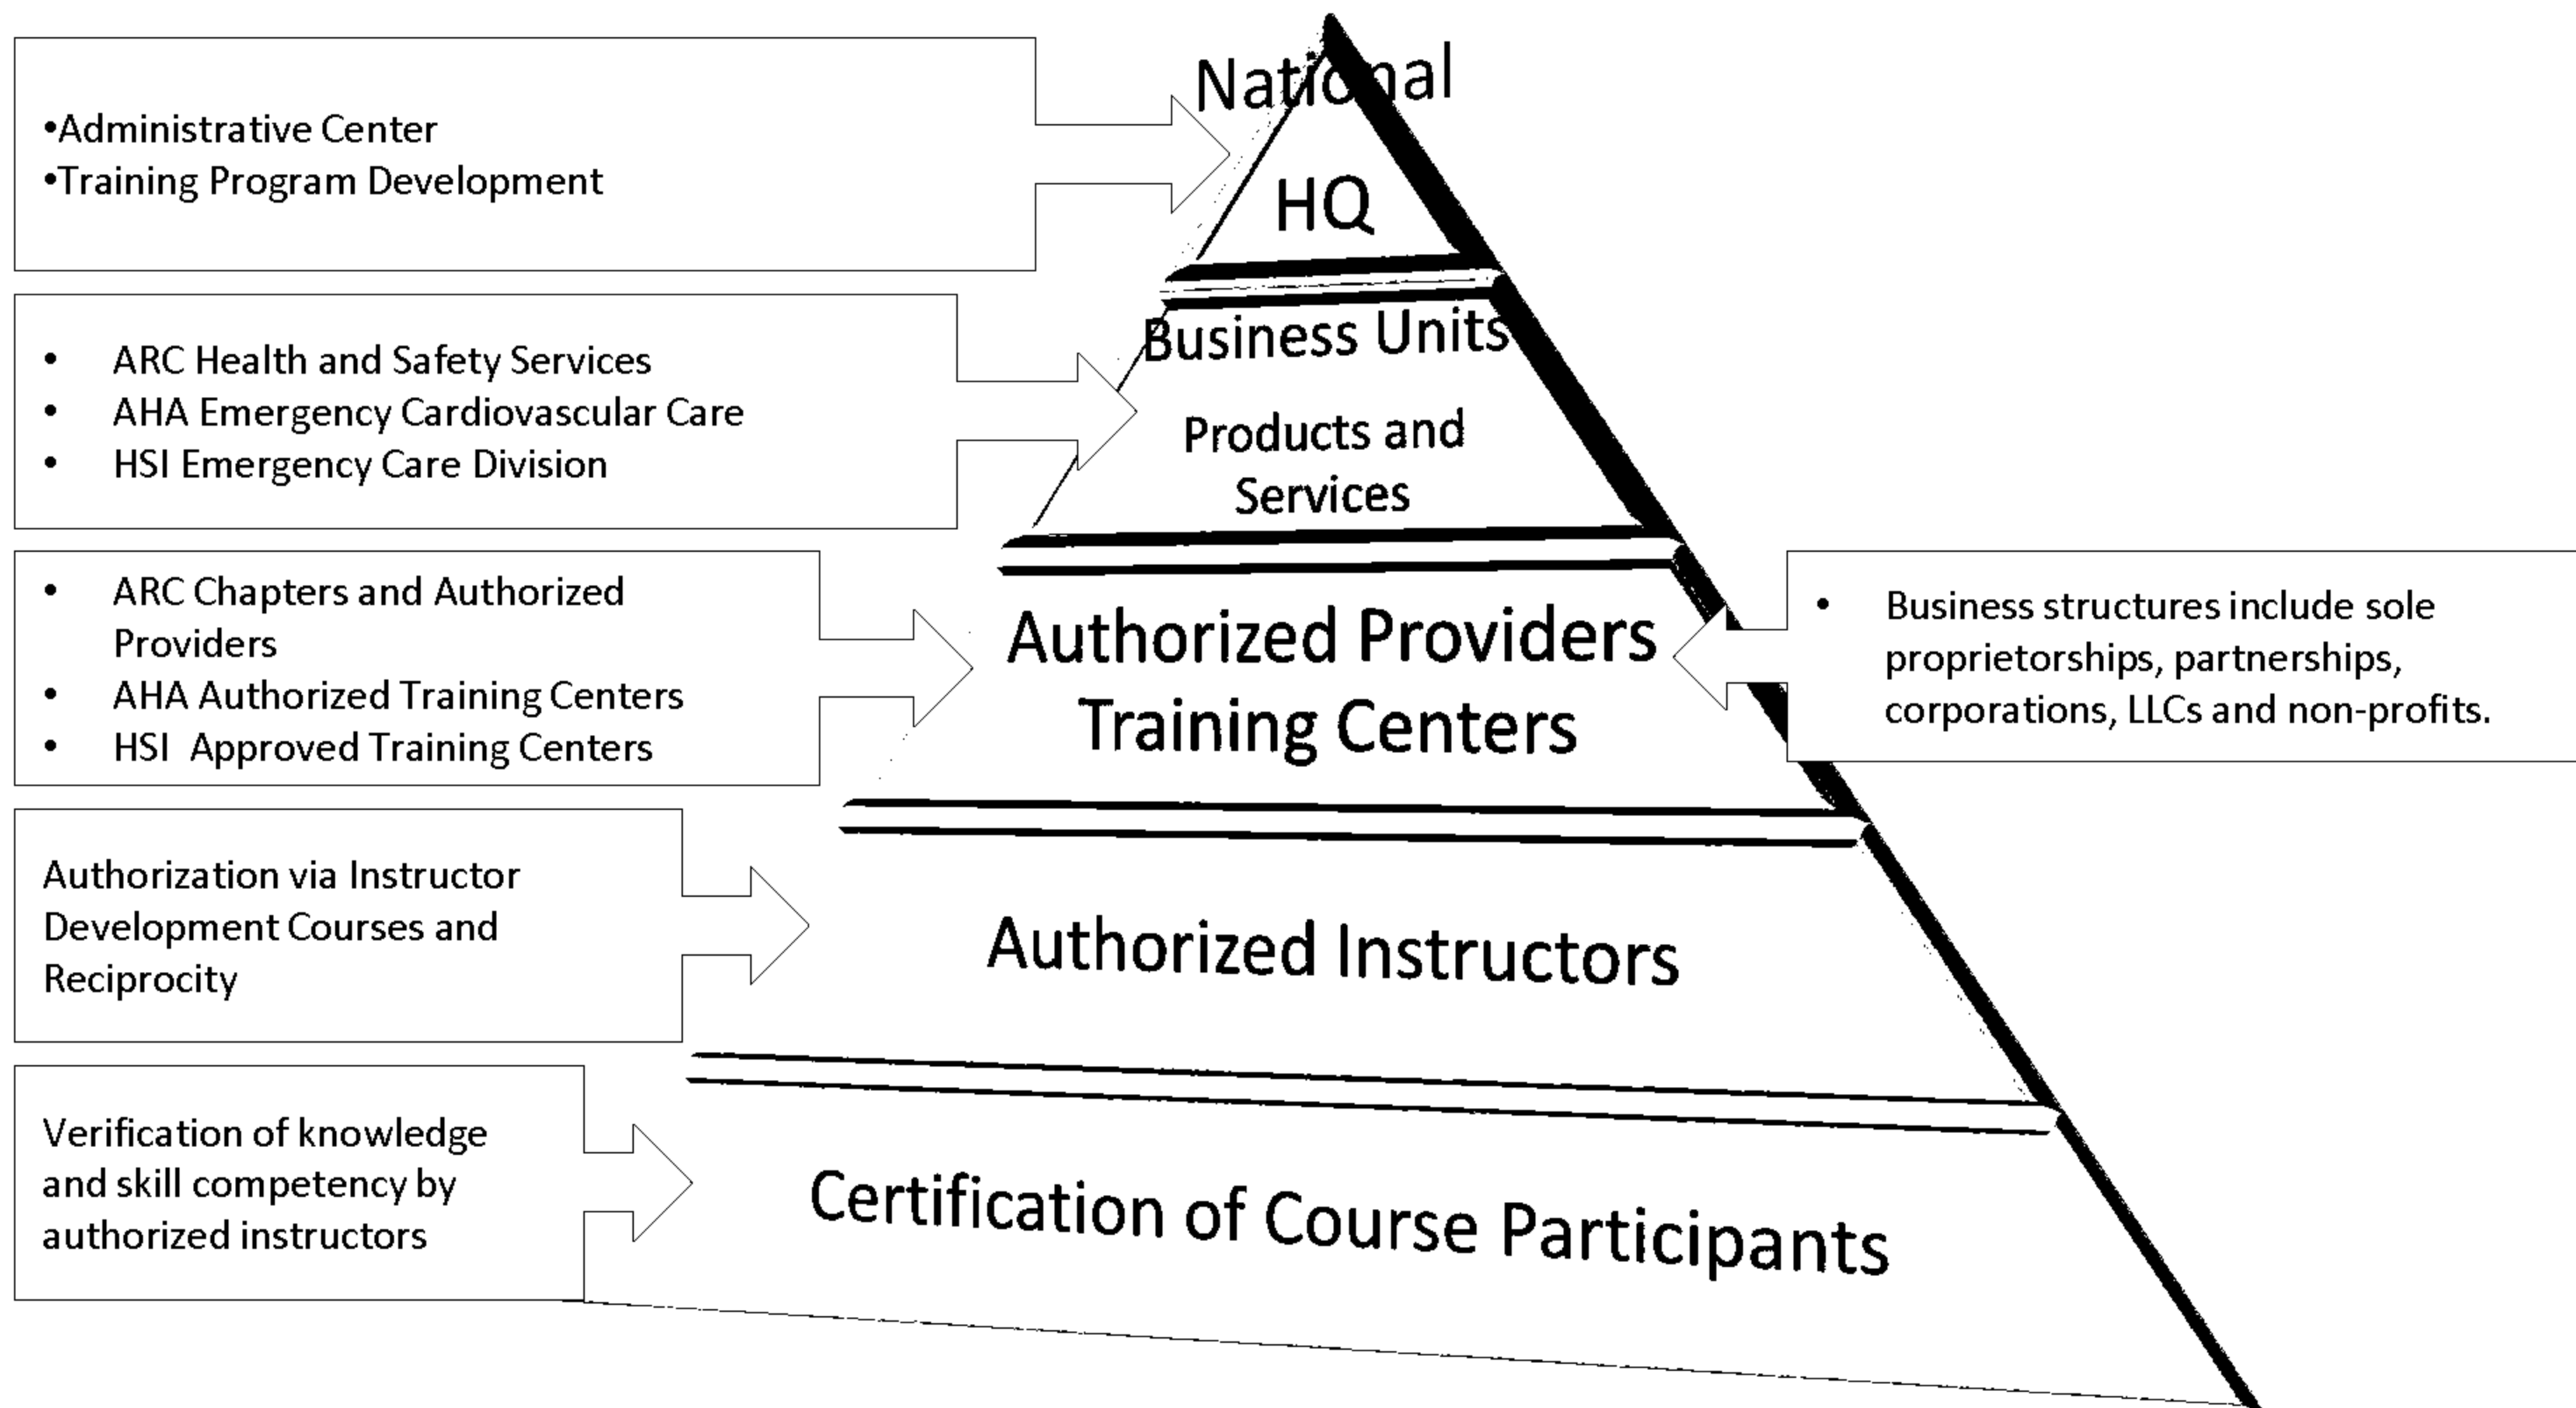 National
HQ
•Administrative Center
•Training Program Development
Business Units
Products and
Services
• ARC Health and Safety Services
• AHA Emergency Cardiovascular Care
• HSI Emergency Care Division
Authorized Providers
Training Centers
• ARC Chapters and Authorized
Providers
• AHA Authorized Training Centers
• HSI Approved Training Centers
• Business structures include sole
proprietorships, partnerships,
corporations, LLCs and non-profits.
Authorized Instructors
Authorization via Instructor
Development Courses and
Reciprocity
Certification of Course Participants
Verification of knowledge
and skill competency by
authorized instructors